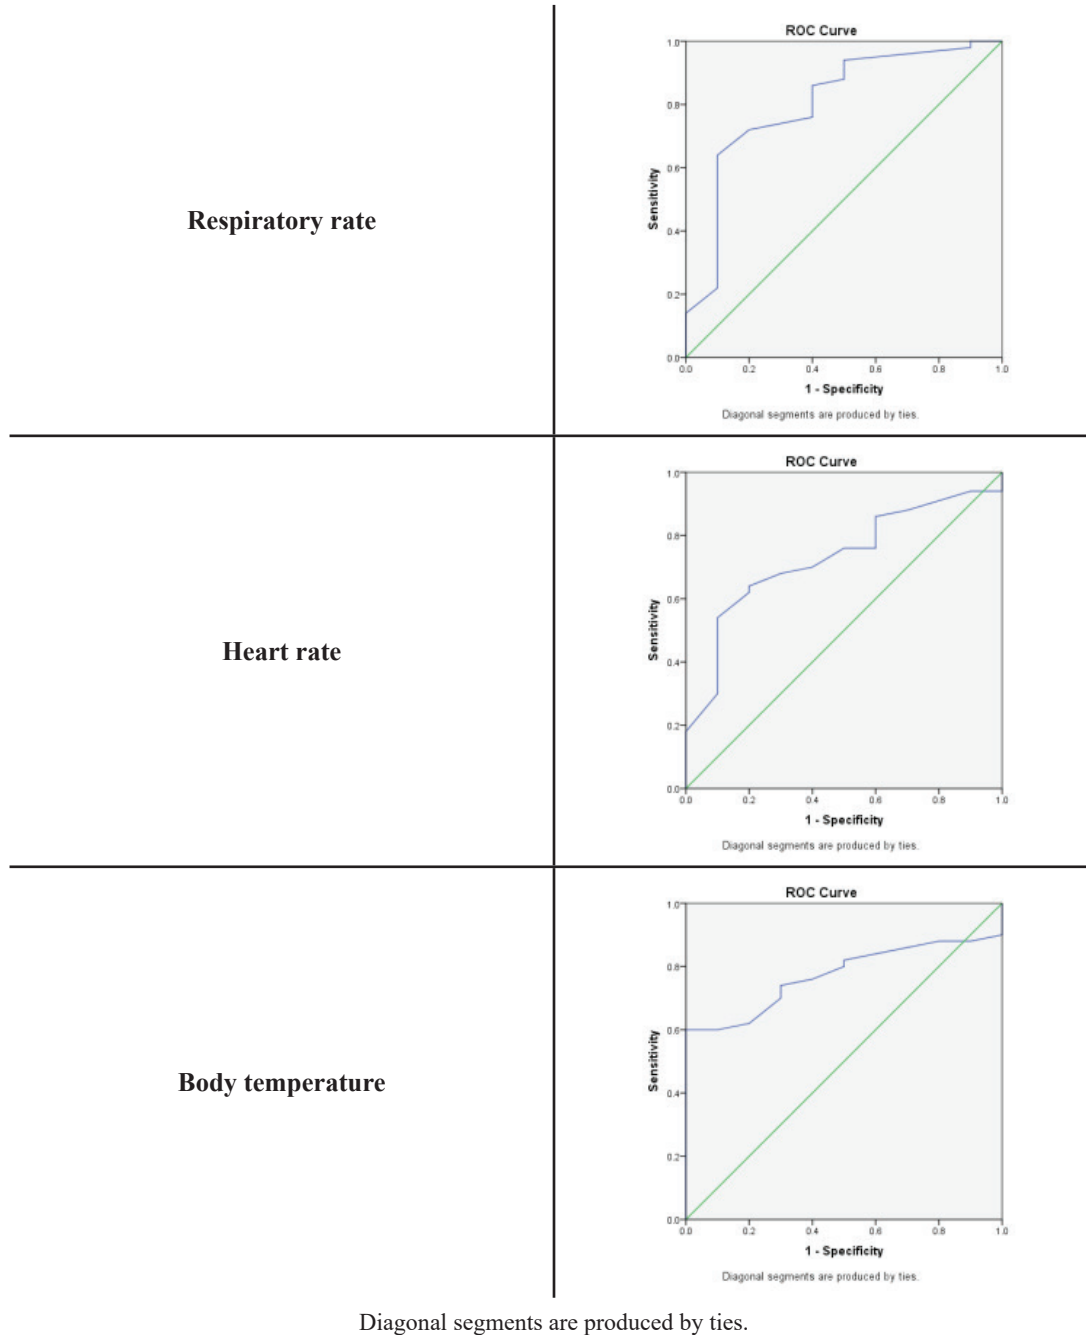 Respiratory rate
ROC Curve
1.0
0.8
0.6
0.4
0.2
0.0
Sensitivity
0.0 0.2 0.4 0.6 0.8 1.0
1 - Specificity
Diagonal segments are produced by ties.
Heart rate
ROC Curve
1.0
0.8
0.6
0.4
0.2
0.0
Sensitivity
0.0 0.2 0.4 0.6 0.8 1.0
1 - Specificity
Diagonal segments are produced by ties.
Body temperature
ROC Curve
1.0
0.8
0.6
0.4
0.2
0.0
Sensitivity
0.0 0.2 0.4 0.6 0.8 1.0
1 - Specificity
Diagonal segments are produced by ties.
Diagonal segments are produced by ties.